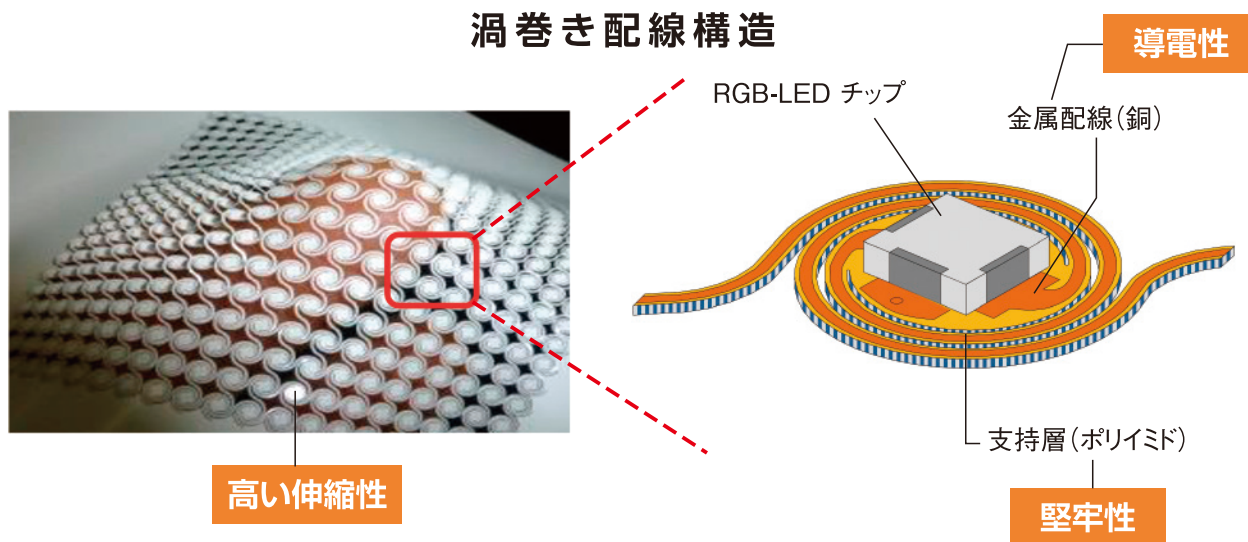 渦巻き配線構造
導電性
RGB-LED チップ
金属配線(銅)
支持層(ポリイミド)
高い伸縮性
堅牢性